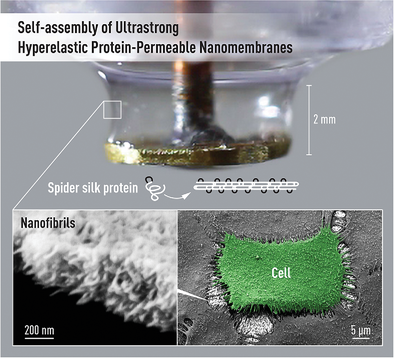 Self-assembly of Ultrastrong
Hyperelastic Protein-Permeable Nanomembranes
2 mm
Spider silk protein
Nanofibrils
Cell
200 nm
5 µm